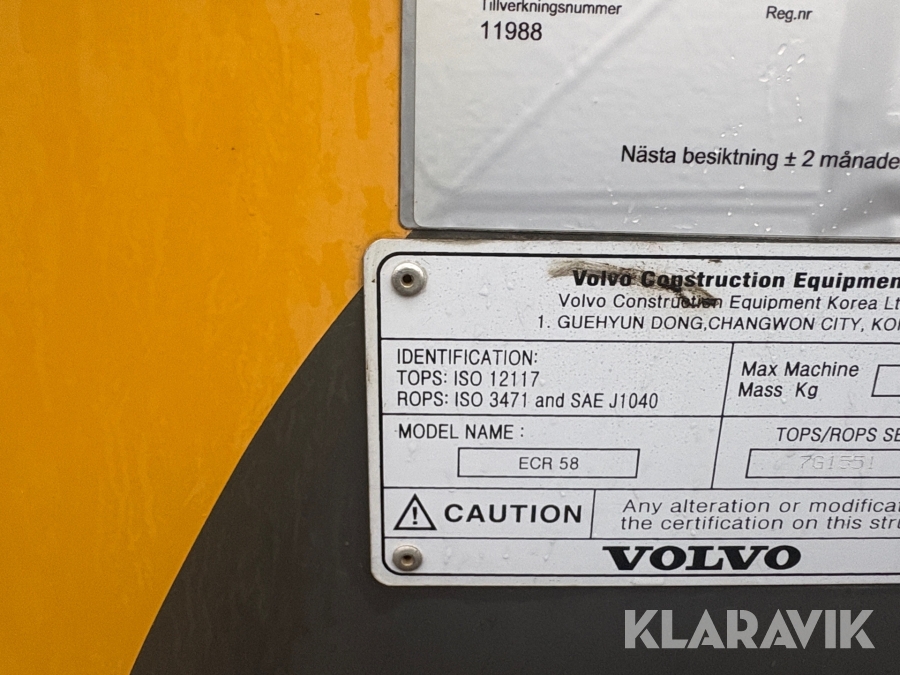 Tillverkningsnummer
Reg.nr
11988
Nästa besiktning ± 2 månade
Volvo Construction Equipmen
Volvo Construction Equipment Korea Lt
1. GUEHYUN DONG,CHANGWON CITY, KO
IDENTIFICATION:
TOPS: ISO 12117
ROPS: ISO 3471 and SAE J1040
Max Machine
Mass Kg
MODEL NAME :
ECR 58
TOPS/ROPS SE
7G1551
CAUTION
Any alteration or modificat
the certification on this stru
VOLVO
KLARAVIK